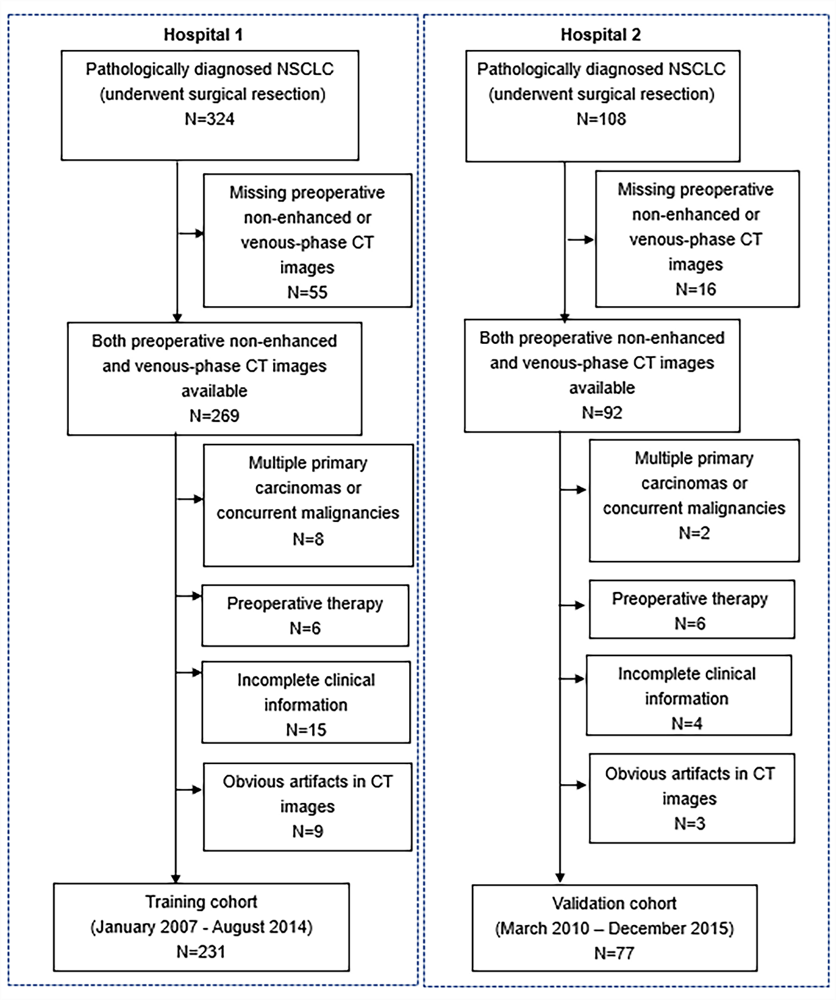 Hospital 1
Pathologically diagnosed NSCLC
(underwent surgical resection)
N=324
Missing preoperative
non-enhanced or
venous-phase CT
images
N=55
Both preoperative non-enhanced
and venous-phase CT images
available
N=269
Multiple primary
carcinomas or
concurrent malignancies
N=8
Preoperative therapy
N=6
Incomplete clinical
information
N=15
Obvious artifacts in CT
images
N=9
Training cohort
(January 2007 - August 2014)
N=231
Hospital 2
Pathologically diagnosed NSCLC
(underwent surgical resection)
N=108
Missing preoperative
non-enhanced or
venous-phase CT
images
N=16
Both preoperative non-enhanced
and venous-phase CT images
available
N=92
Multiple primary
carcinomas or
concurrent malignancies
N=2
Preoperative therapy
N=6
Incomplete clinical
information
N=4
Obvious artifacts in CT
images
N=3
Validation cohort
(March 2010 – December 2015)
N=77